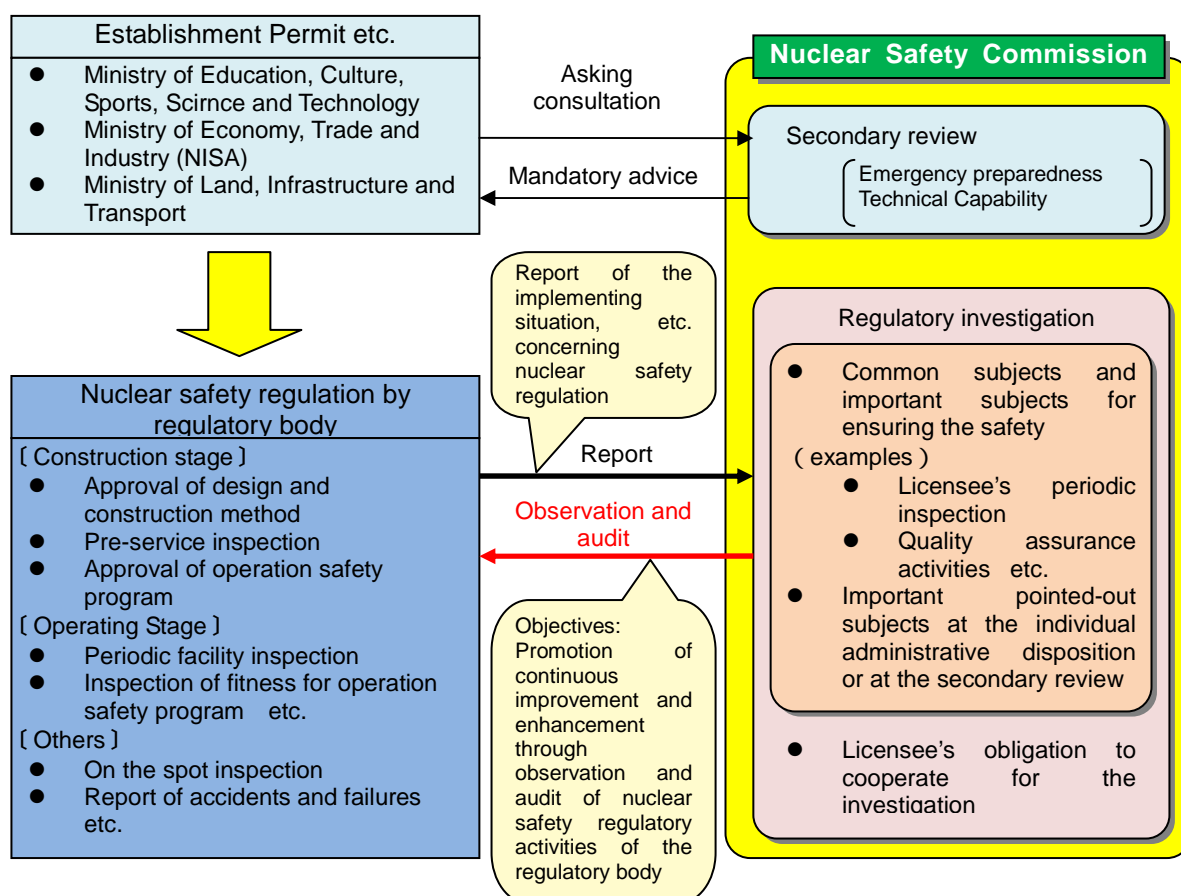 Establishment Permit etc.
● Ministry of Education, Culture,
Sports, Scirnce and Technology
● Ministry of Economy, Trade and
Industry (NISA)
● Ministry of Land, Infrastructure and
Transport
Asking
consultation
Mandatory advice
Nuclear Safety Commission
Secondary review
Emergency preparedness
Technical Capability
Report of the
implementing
situation, etc.
concerning
nuclear safety
regulation
Report
Observation and
audit
Regulatory investigation
● Common subjects and
important subjects for
ensuring the safety
(examples)
● Licensee's periodic
inspection
● Quality assurance
activities etc.
● Important pointed-out
subjects at the individual
administrative disposition
or at the secondary review
● Licensee's obligation to
cooperate for the
investigation
Nuclear safety regulation by
regulatory body
〔Construction stage〕
● Approval of design and
construction method
● Pre-service inspection
● Approval of operation safety
program
〔Operating Stage〕
● Periodic facility inspection
● Inspection of fitness for operation
safety program etc.
〔Others〕
● On the spot inspection
● Report of accidents and failures
etc.
Objectives:
Promotion of
continuous
improvement and
enhancement
through
observation and
audit of nuclear
safety regulatory
activities of the
regulatory body